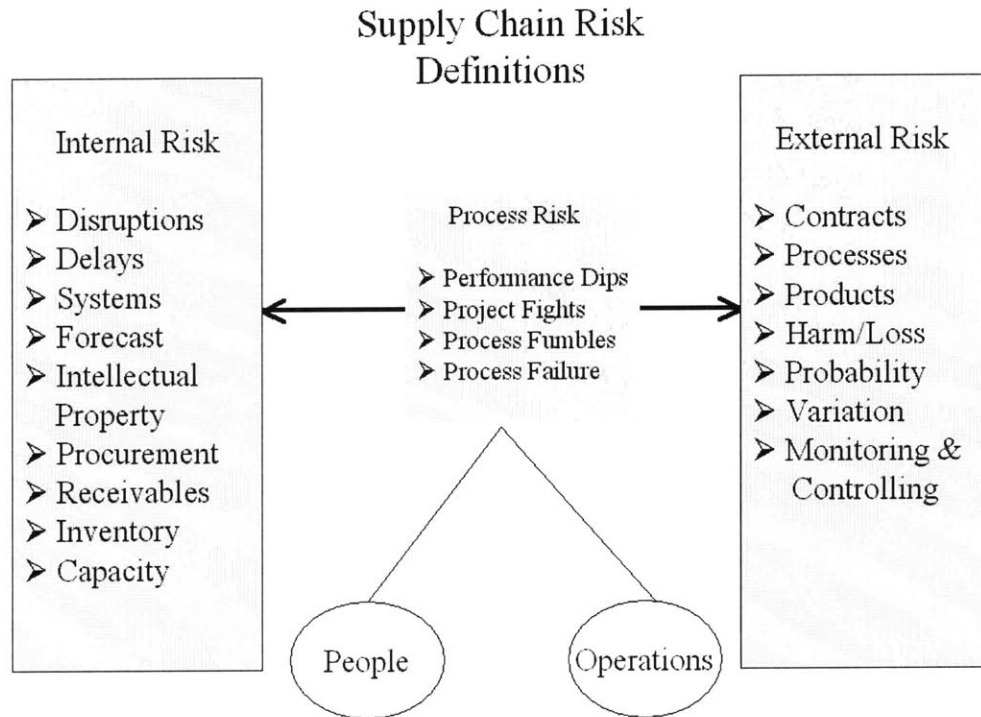 Supply Chain Risk
Definitions
Internal Risk
➢ Disruptions
➢ Delays
➢ Systems
➢ Forecast
➢ Intellectual
Property
➢ Procurement
➢ Receivables
➢ Inventory
➢ Capacity
Process Risk
➢ Performance Dips
➢ Project Fights
➢ Process Fumbles
➢ Process Failure
External Risk
➢ Contracts
➢ Processes
➢ Products
➢ Harm/Loss
➢ Probability
➢ Variation
➢ Monitoring &
Controlling
People
Operations